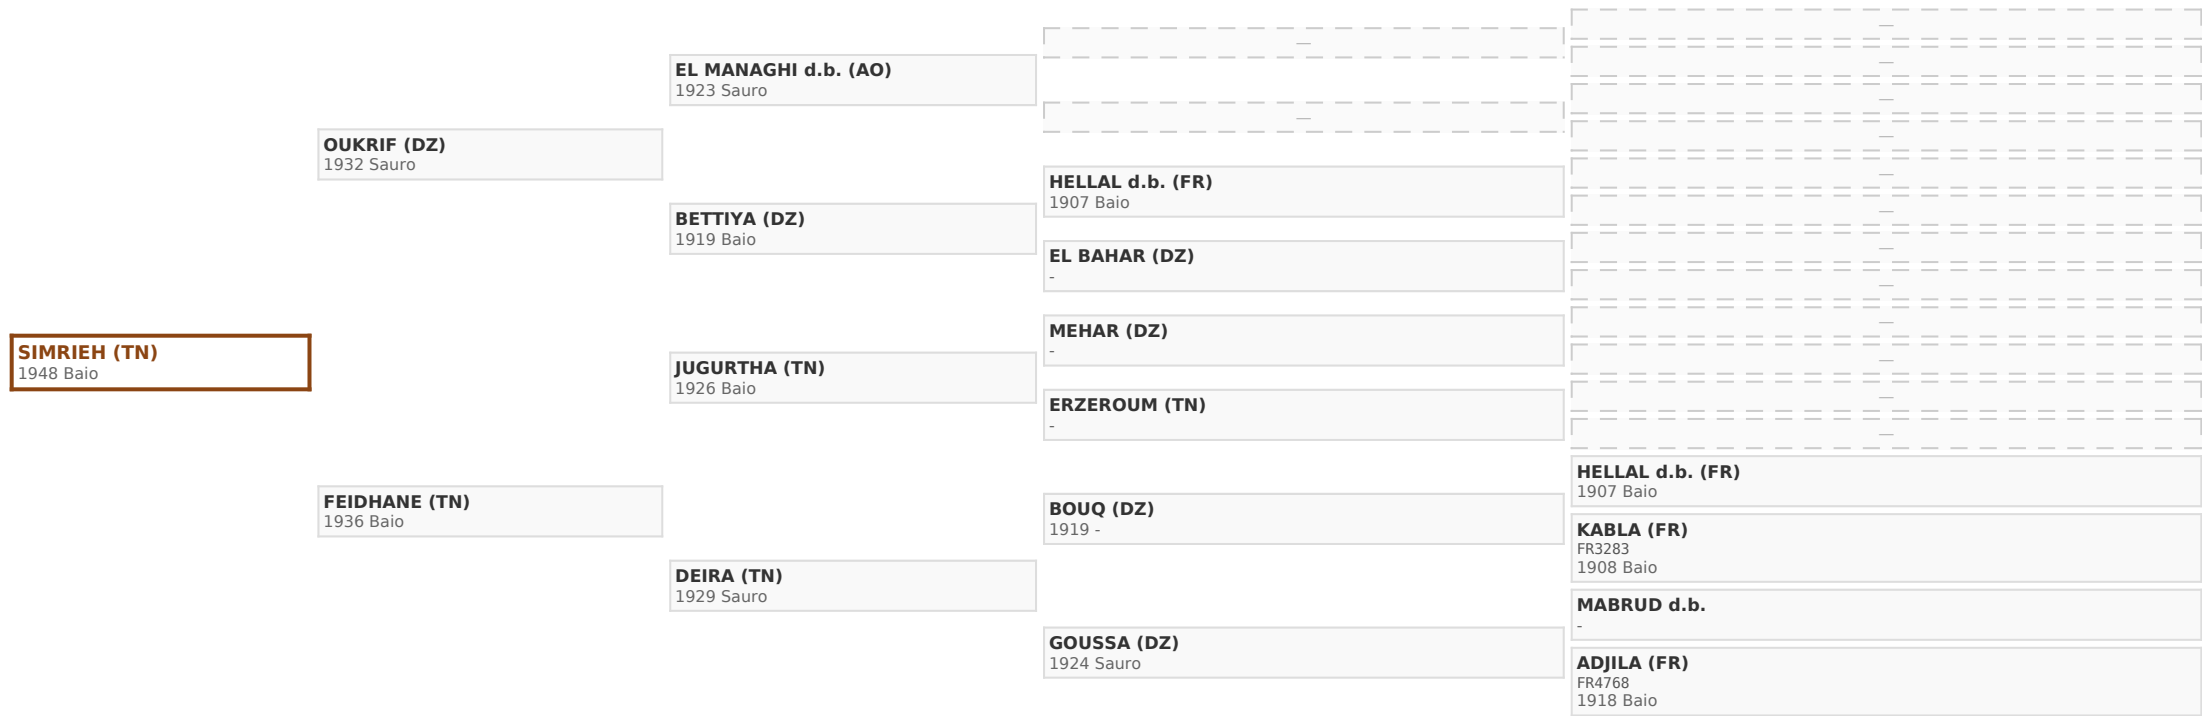 SIMRIEH (TN)
1948 Baio
OUKRIF (DZ)
1932 Sauro
FEIDHANE (TN)
1936 Baio
EL MANAGHI d.b. (AO)
1923 Sauro
BETTIYA (DZ)
1919 Baio
JUGURTHA (TN)
1926 Baio
DEIRA (TN)
1929 Sauro
—
—
HELLAL d.b. (FR)
1907 Baio
EL BAHAR (DZ)
-
MEHAR (DZ)
-
ERZEROUM (TN)
-
BOUQ (DZ)
1919 -
GOUSSA (DZ)
1924 Sauro
—
—
—
—
—
—
—
—
—
—
—
—
HELLAL d.b. (FR)
1907 Baio
KABLA (FR)
FR3283
1908 Baio
MABRUD d.b.
-
ADJILA (FR)
FR4768
1918 Baio